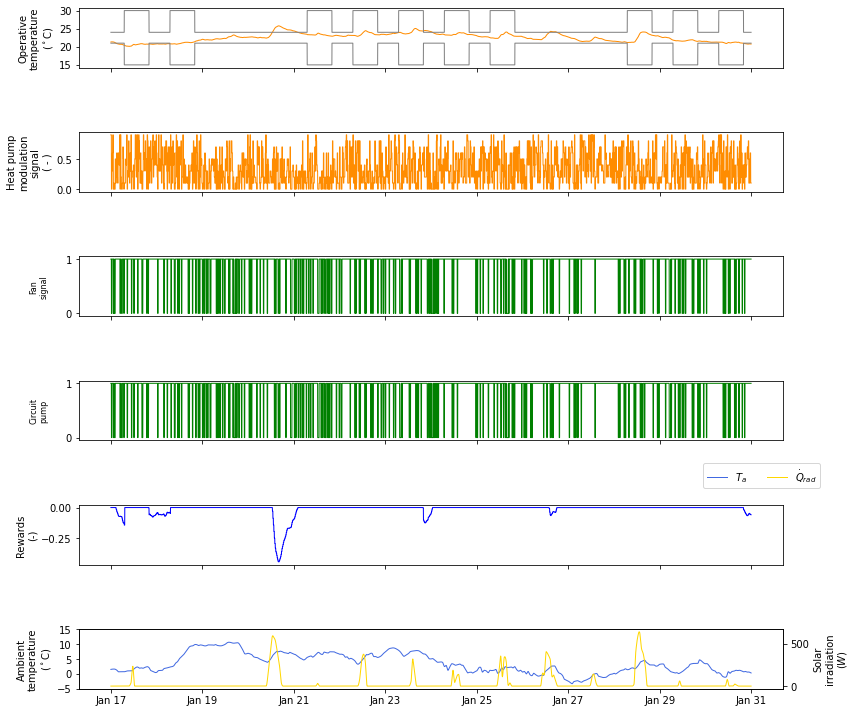 Operative
temperature
(°C)
30
25
20
15
Heat pump
modulation
signal
( - )
0.5
0.0
Fan
signal
1
0
Circuit
pump
1
0
T_a Q̇_rad
Rewards
(-)
0.00
−0.25
Ambient
temperature
(°C)
15
10
5
0
−5
500
0
Solar
irradiation
(W)
Jan 17 Jan 19 Jan 21 Jan 23 Jan 25 Jan 27 Jan 29 Jan 31